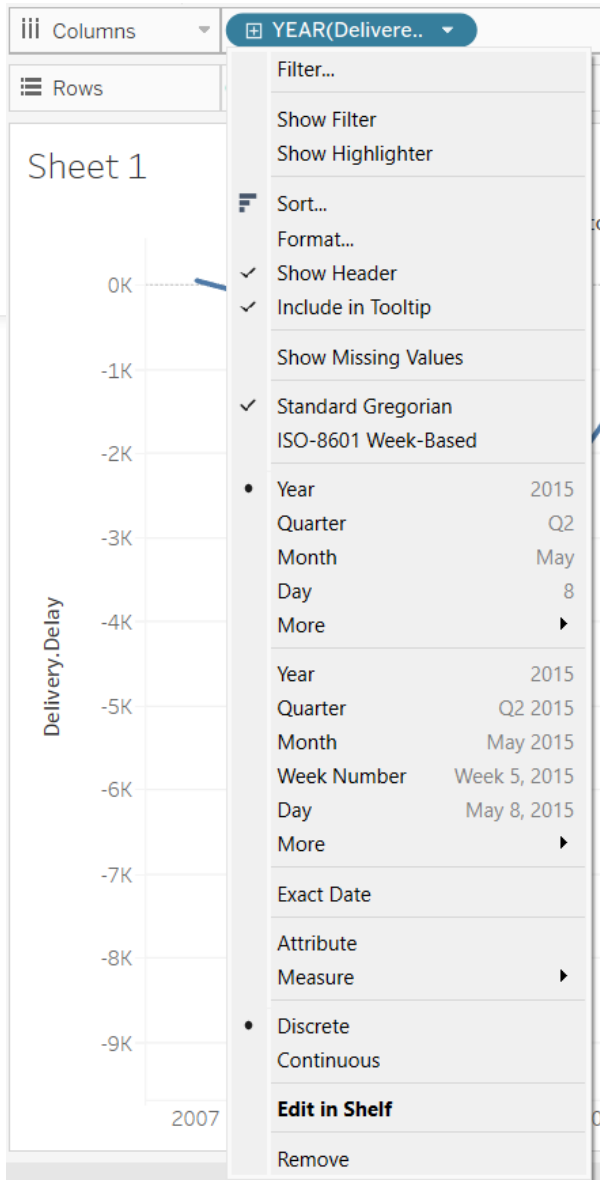 Columns
YEAR(Delivere..
Rows
Sheet 1
Filter...
Show Filter
Show Highlighter
Sort...
Format...
Show Header
Include in Tooltip
Show Missing Values
Standard Gregorian
ISO-8601 Week-Based
Year 2015
Quarter Q2
Month May
Day 8
More
Year 2015
Quarter Q2 2015
Month May 2015
Week Number Week 5, 2015
Day May 8, 2015
More
Exact Date
Attribute
Measure
Discrete
Continuous
Edit in Shelf
Remove
Delivery.Delay
0K
-1K
-2K
-3K
-4K
-5K
-6K
-7K
-8K
-9K
2007